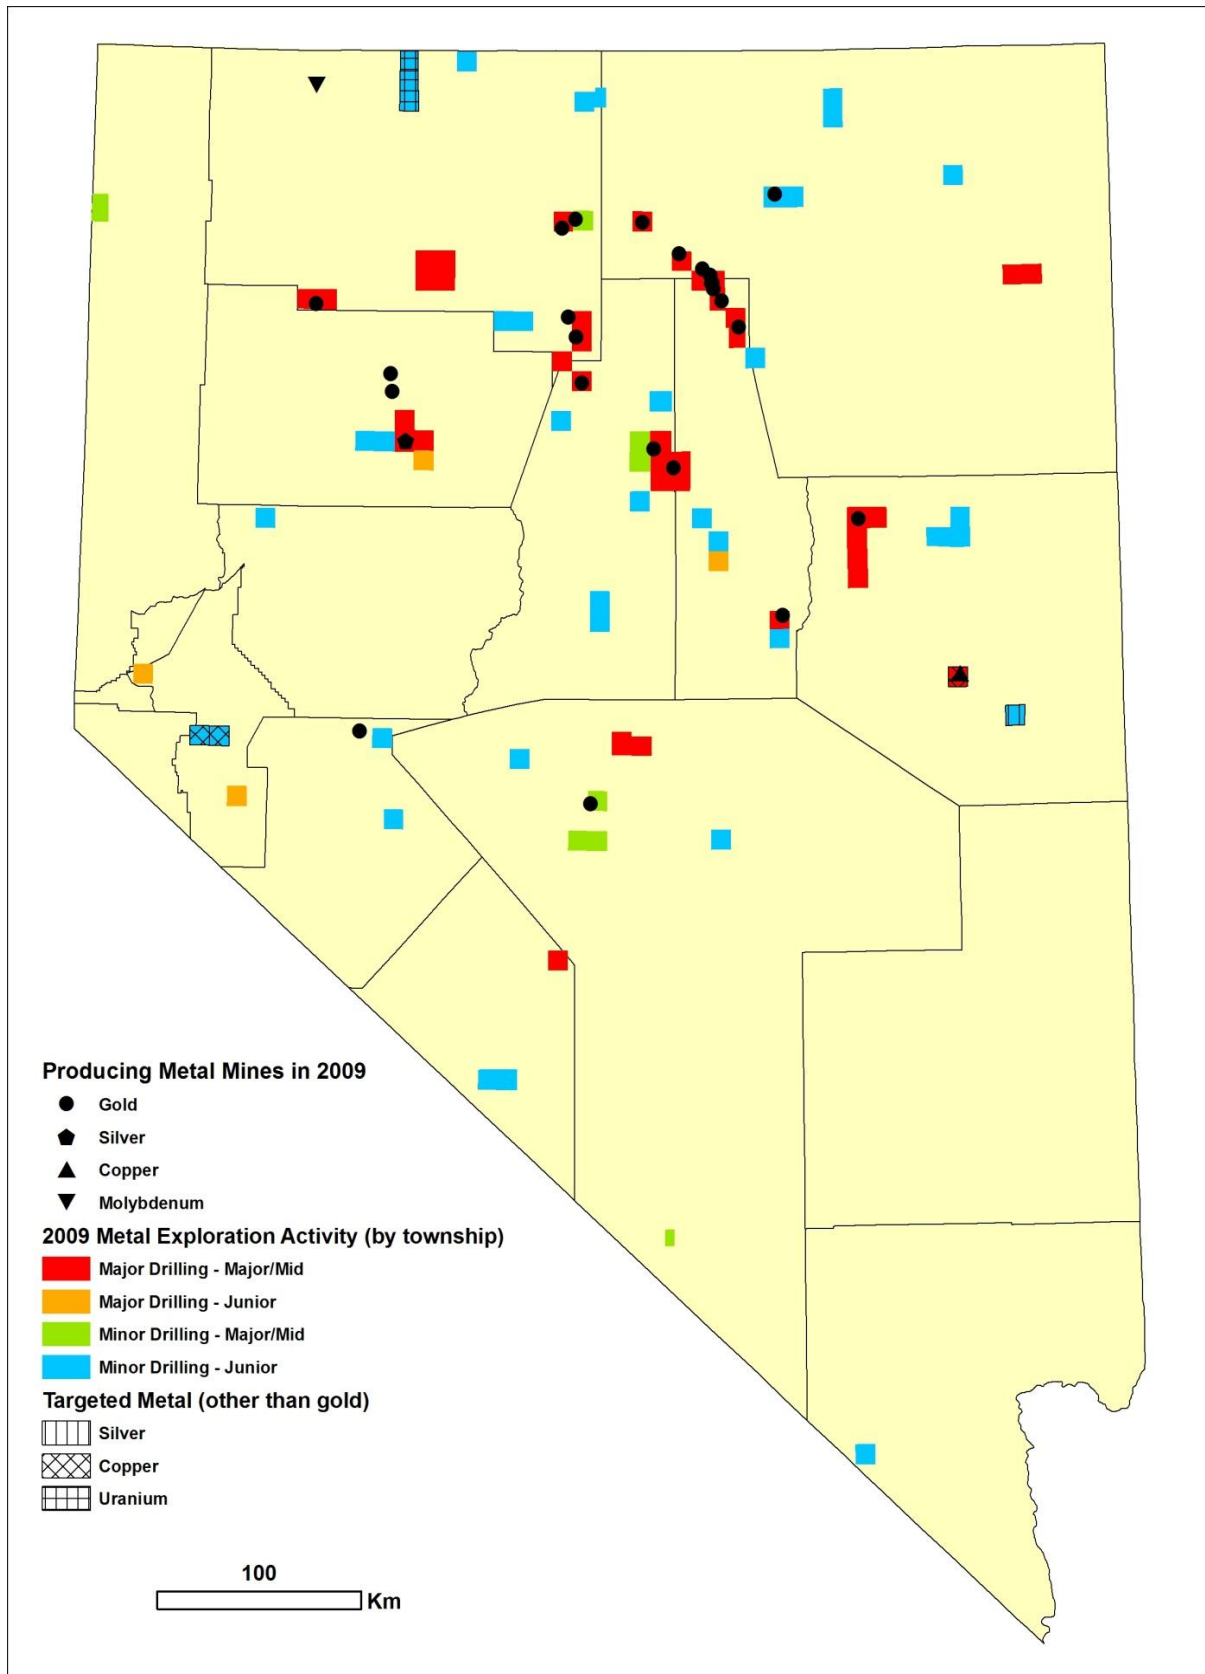 Producing Metal Mines in 2009
Gold
Silver
Copper
Molybdenum
2009 Metal Exploration Activity (by township)
Major Drilling - Major/Mid
Major Drilling - Junior
Minor Drilling - Major/Mid
Minor Drilling - Junior
Targeted Metal (other than gold)
Silver
Copper
Uranium
100
Km